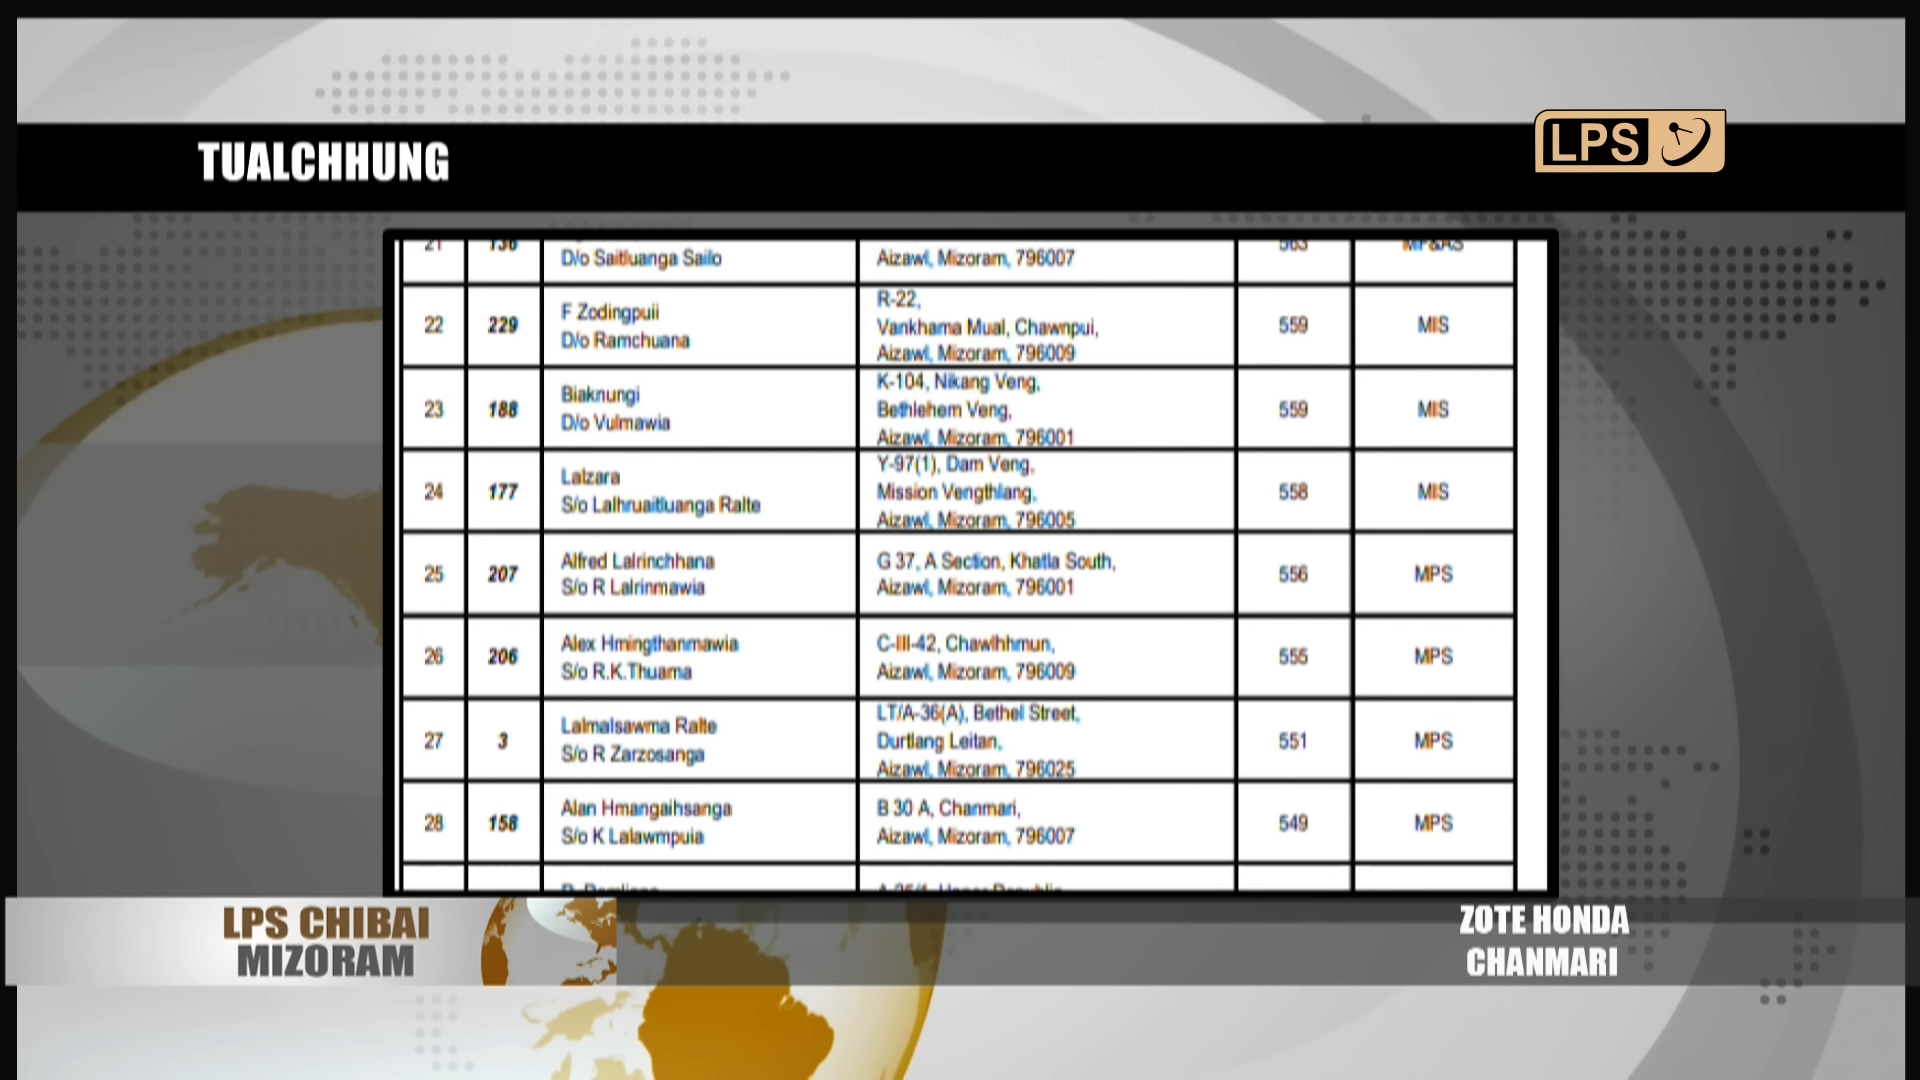 TUALCHHUNG
LPS
21 136 563 MP&AS
D/o Saitluanga Sailo Aizawl, Mizoram, 796007
22 229 F Zodingpuii R-22, 559 MIS
D/o Ramchuana Vankhama Mual, Chawnpui,
Aizawl, Mizoram, 796009
23 188 Biaknungi K-104, Nikang Veng, 559 MIS
D/o Vulmawia Bethlehem Veng,
Aizawl, Mizoram, 796001
24 177 Lalzara Y-97(1), Dam Veng, 558 MIS
S/o Lalhruaitluanga Ralte Mission Vengthlang,
Aizawl, Mizoram, 796005
25 207 Alfred Lalrinchhana G 37, A Section, Khatla South, 556 MPS
S/o R Lalrinmawia Aizawl, Mizoram, 796001
26 206 Alex Hmingthanmawia C-III-42, Chawlhhmun, 555 MPS
S/o R.K.Thuama Aizawl, Mizoram, 796009
27 3 Lalmalsawma Ralte LT/A-36(A), Bethel Street, 551 MPS
S/o R Zarzosanga Durtlang Leitan,
Aizawl, Mizoram, 796025
28 158 Alan Hmangaihsanga B 30 A, Chanmari, 549 MPS
S/o K Lalawmpuia Aizawl, Mizoram, 796007
LPS CHIBAI
MIZORAM
ZOTE HONDA
CHANMARI